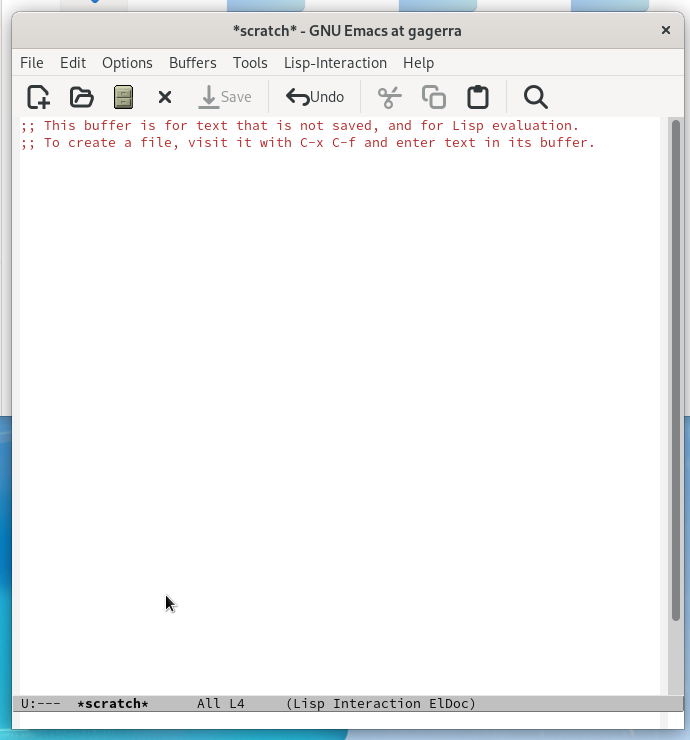 *scratch* - GNU Emacs at gagerra
File Edit Options Buffers Tools Lisp-Interaction Help
Save Undo
;; This buffer is for text that is not saved, and for Lisp evaluation.
;; To create a file, visit it with C-x C-f and enter text in its buffer.
U:--- *scratch* All L4 (Lisp Interaction ElDoc)